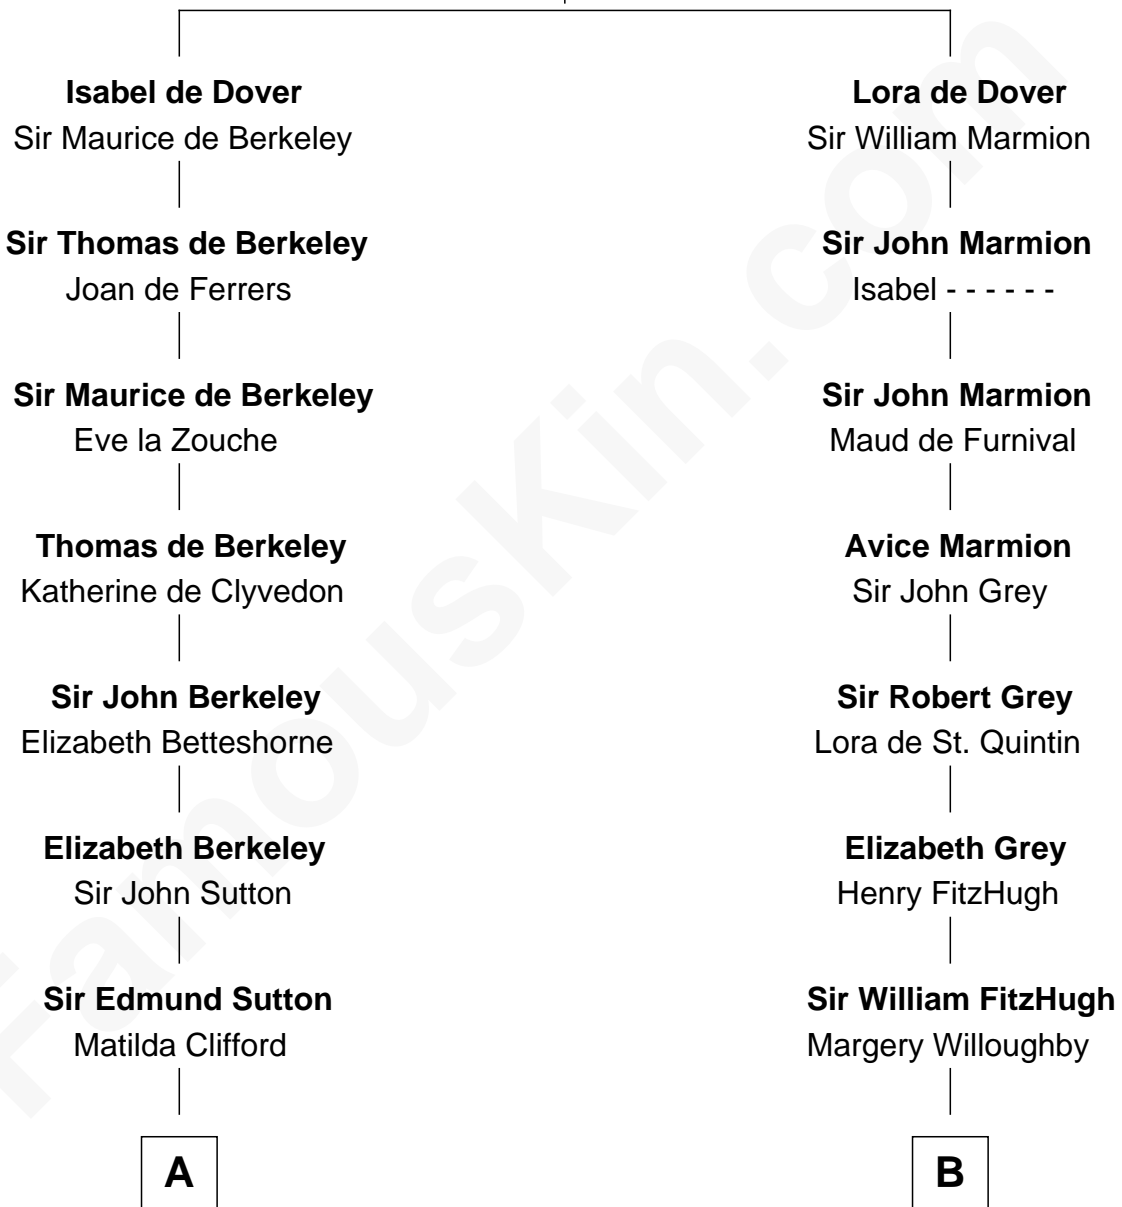 Isabel de Dover
Sir Maurice de Berkeley
Sir Thomas de Berkeley
Joan de Ferrers
Sir Maurice de Berkeley
Eve la Zouche
Thomas de Berkeley
Katherine de Clyvedon
Sir John Berkeley
Elizabeth Betteshorne
Elizabeth Berkeley
Sir John Sutton
Sir Edmund Sutton
Matilda Clifford
A
Lora de Dover
Sir William Marmion
Sir John Marmion
Isabel - - - - - -
Sir John Marmion
Maud de Furnival
Avice Marmion
Sir John Grey
Sir Robert Grey
Lora de St. Quintin
Elizabeth Grey
Henry FitzHugh
Sir William FitzHugh
Margery Willoughby
B
FamousKin.com